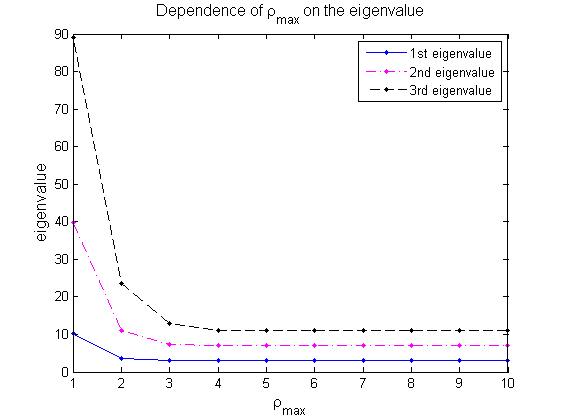 Dependence of ρmax on the eigenvalue
90
80
70
60
50
40
30
20
10
0
eigenvalue
1st eigenvalue
2nd eigenvalue
3rd eigenvalue
1 2 3 4 5 6 7 8 9 10
ρmax